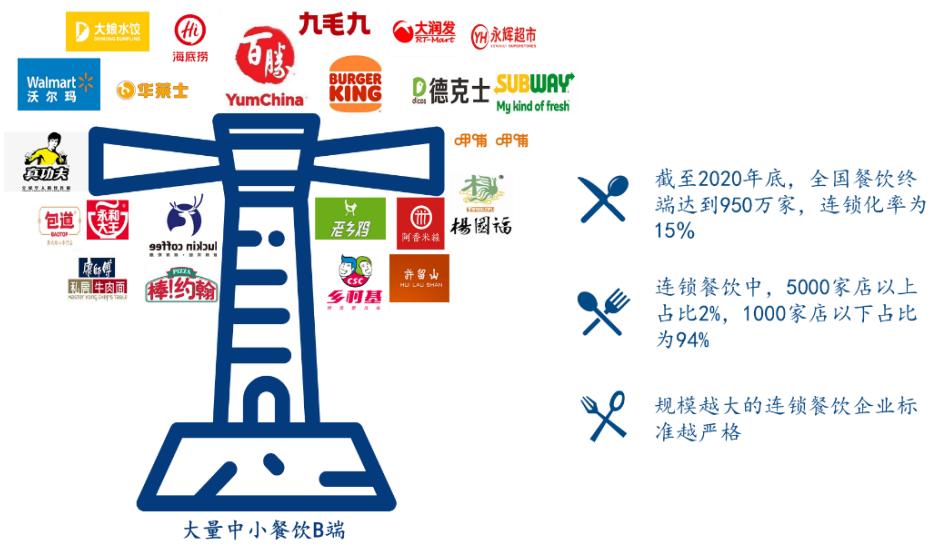 大娘水饺
SHINING DUMPLING
Hi
海底捞
百勝
YumChina
九毛九
大润发
RT-Mart
YH 永辉超市
Walmart
沃尔玛
华莱士
BURGER
KING
D 德克士
dicos
SUBWAY
My kind of fresh
呷哺 呷哺
真功夫
包道
BAOTOP
永和
大王
luckin coffee
老乡鸡
阿香米線
楊國福
康師傅
私房牛肉面
PIZZA
棒!约翰
CSC
乡村基
許留山
HUI LAU SHAN
截至2020年底，全国餐饮终
端达到950万家，连锁化率为
15%
连锁餐饮中，5000家店以上
占比2%，1000家店以下占比
为94%
规模越大的连锁餐饮企业标
准越严格
大量中小餐饮B端